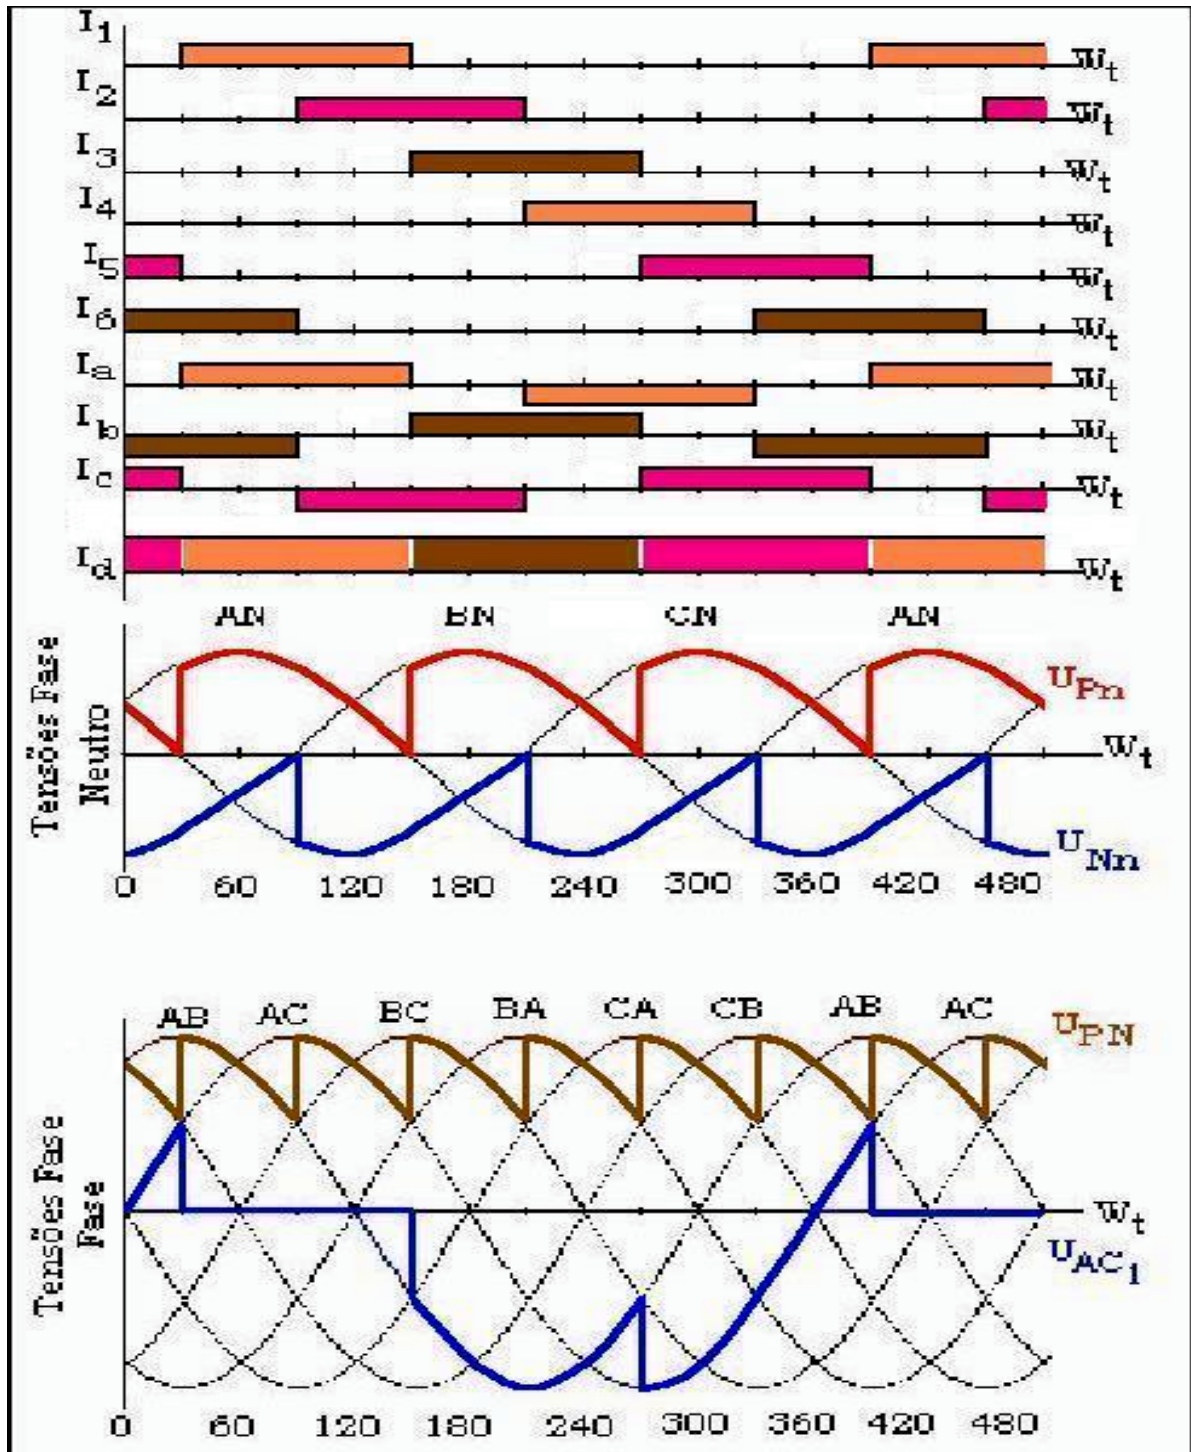 I1
Wt
I2
Wt
I3
Wt
I4
Wt
I5
Wt
I6
Wt
Ia
Wt
Ib
Wt
Ic
Wt
Id
Wt
AN BN CN AN
Tensões Fase
Neutro
UPn
Wt
UNn
0 60 120 180 240 300 360 420 480
AB AC BC BA CA CB AB AC
UPN
Tensões Fase
Fase
Wt
UAC1
0 60 120 180 240 300 360 420 480